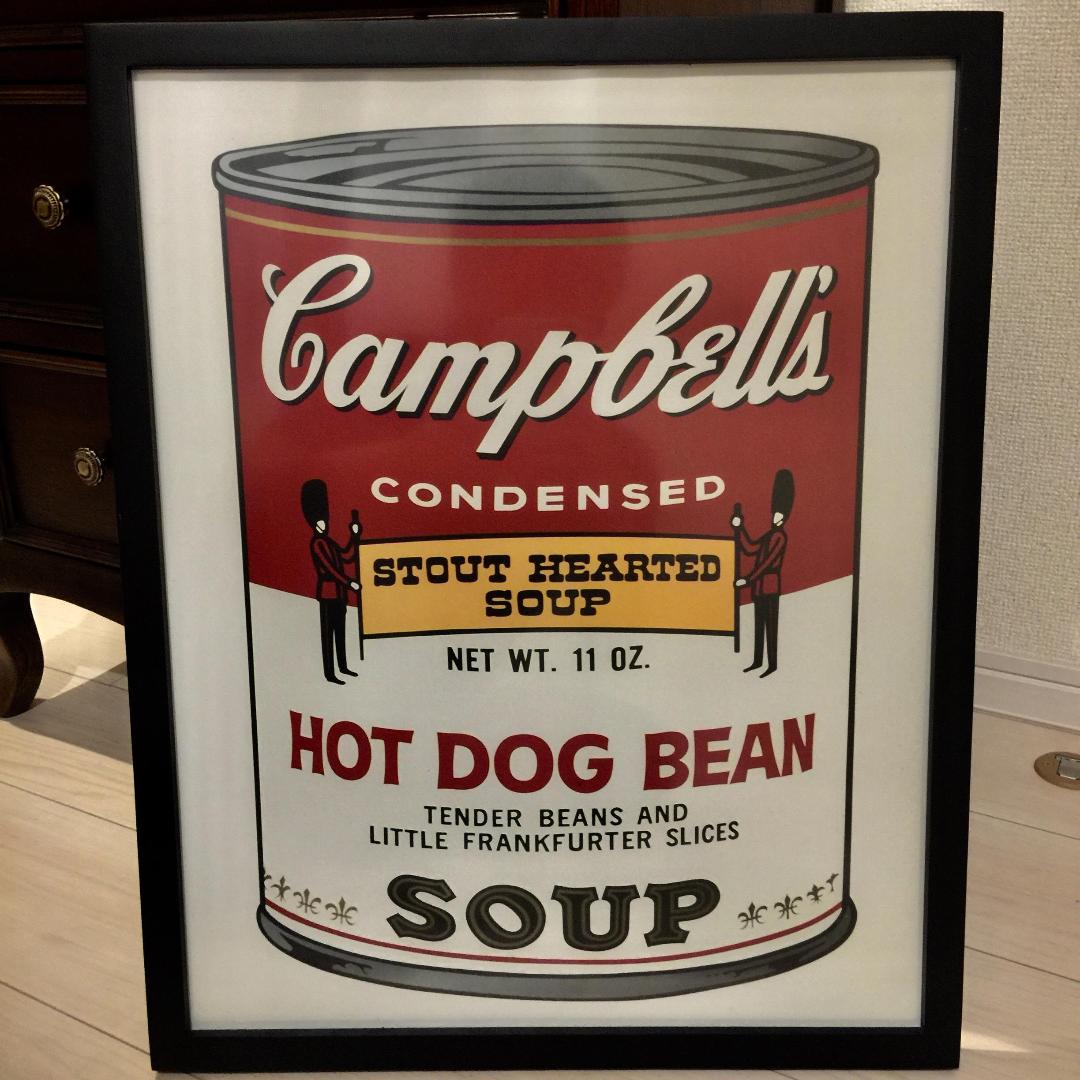 Campbell's
CONDENSED
STOUT HEARTED
SOUP
NET WT. 11 OZ.
HOT DOG BEAN
TENDER BEANS AND
LITTLE FRANKFURTER SLICES
SOUP